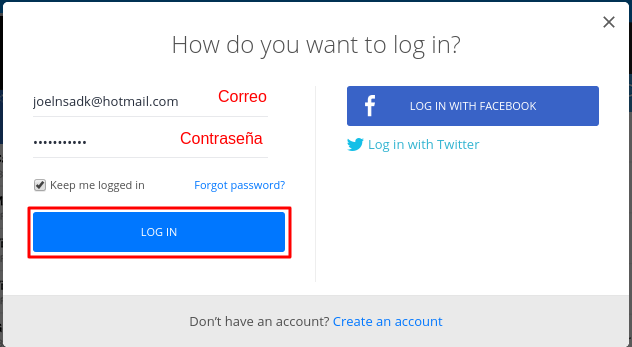 How do you want to log in?
joelnsadk@hotmail.com Correo
••••••••••• Contraseña
Keep me logged in Forgot password?
LOG IN
LOG IN WITH FACEBOOK
Log in with Twitter
Don't have an account? Create an account